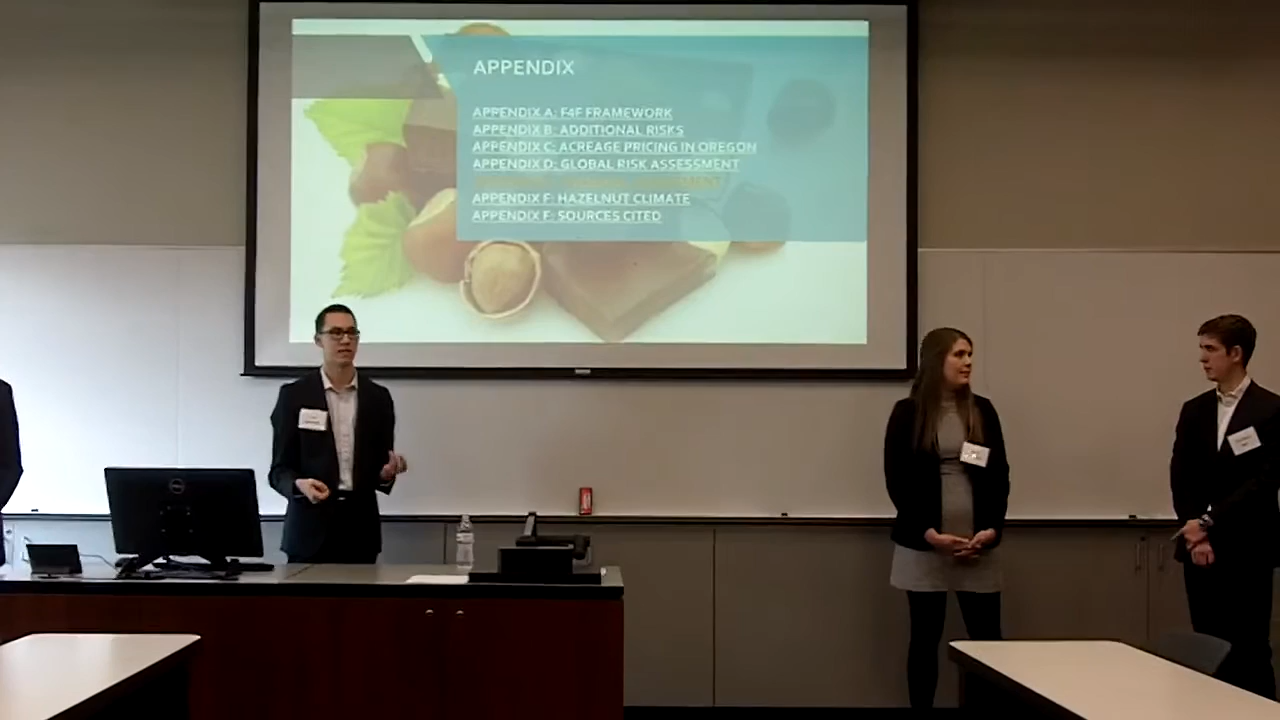 APPENDIX
APPENDIX A: F4F FRAMEWORK
APPENDIX B: ADDITIONAL RISKS
APPENDIX C: ACREAGE PRICING IN OREGON
APPENDIX D: GLOBAL RISK ASSESSMENT
APPENDIX F: HAZELNUT CLIMATE
APPENDIX F: SOURCES CITED